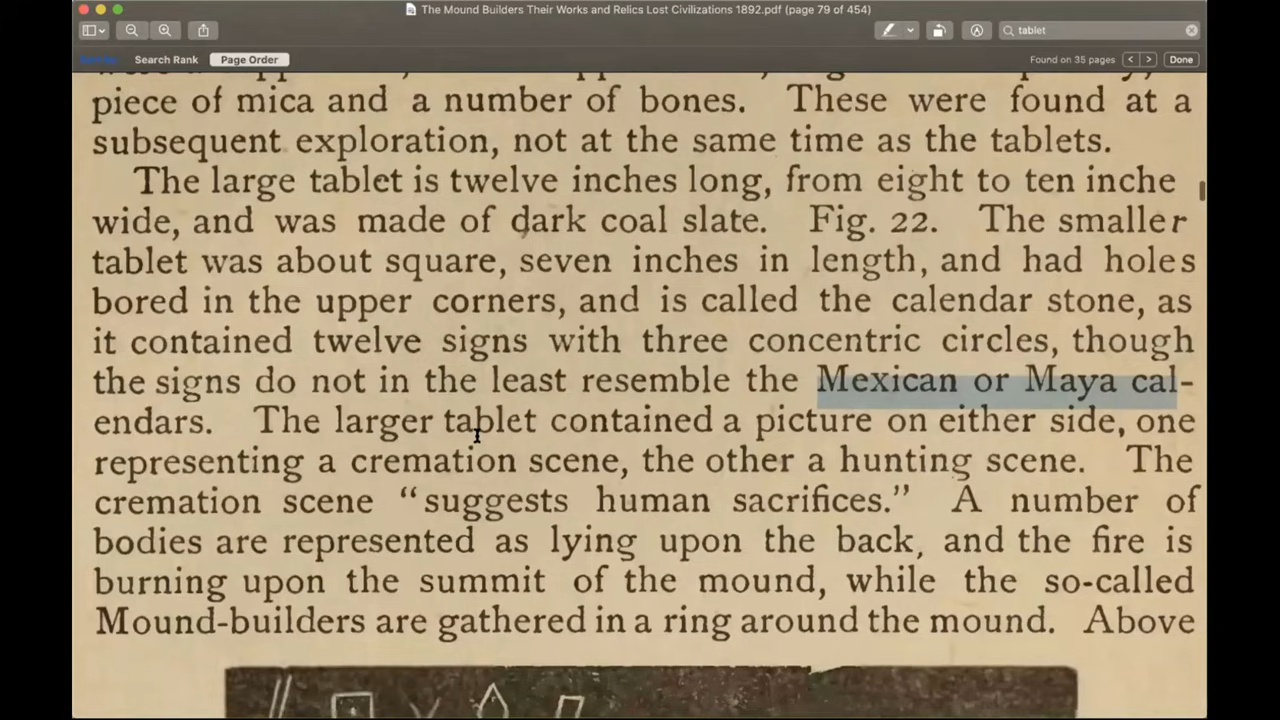 The Mound Builders Their Works and Relics Lost Civilizations 1892.pdf (page 79 of 454)
tablet
Search Rank Page Order Found on 35 pages Done
piece of mica and a number of bones. These were found at a
subsequent exploration, not at the same time as the tablets.
The large tablet is twelve inches long, from eight to ten inche
wide, and was made of dark coal slate. Fig. 22. The smaller
tablet was about square, seven inches in length, and had holes
bored in the upper corners, and is called the calendar stone, as
it contained twelve signs with three concentric circles, though
the signs do not in the least resemble the Mexican or Maya cal-
endars. The larger tablet contained a picture on either side, one
representing a cremation scene, the other a hunting scene. The
cremation scene “suggests human sacrifices.” A number of
bodies are represented as lying upon the back, and the fire is
burning upon the summit of the mound, while the so-called
Mound-builders are gathered in a ring around the mound. Above